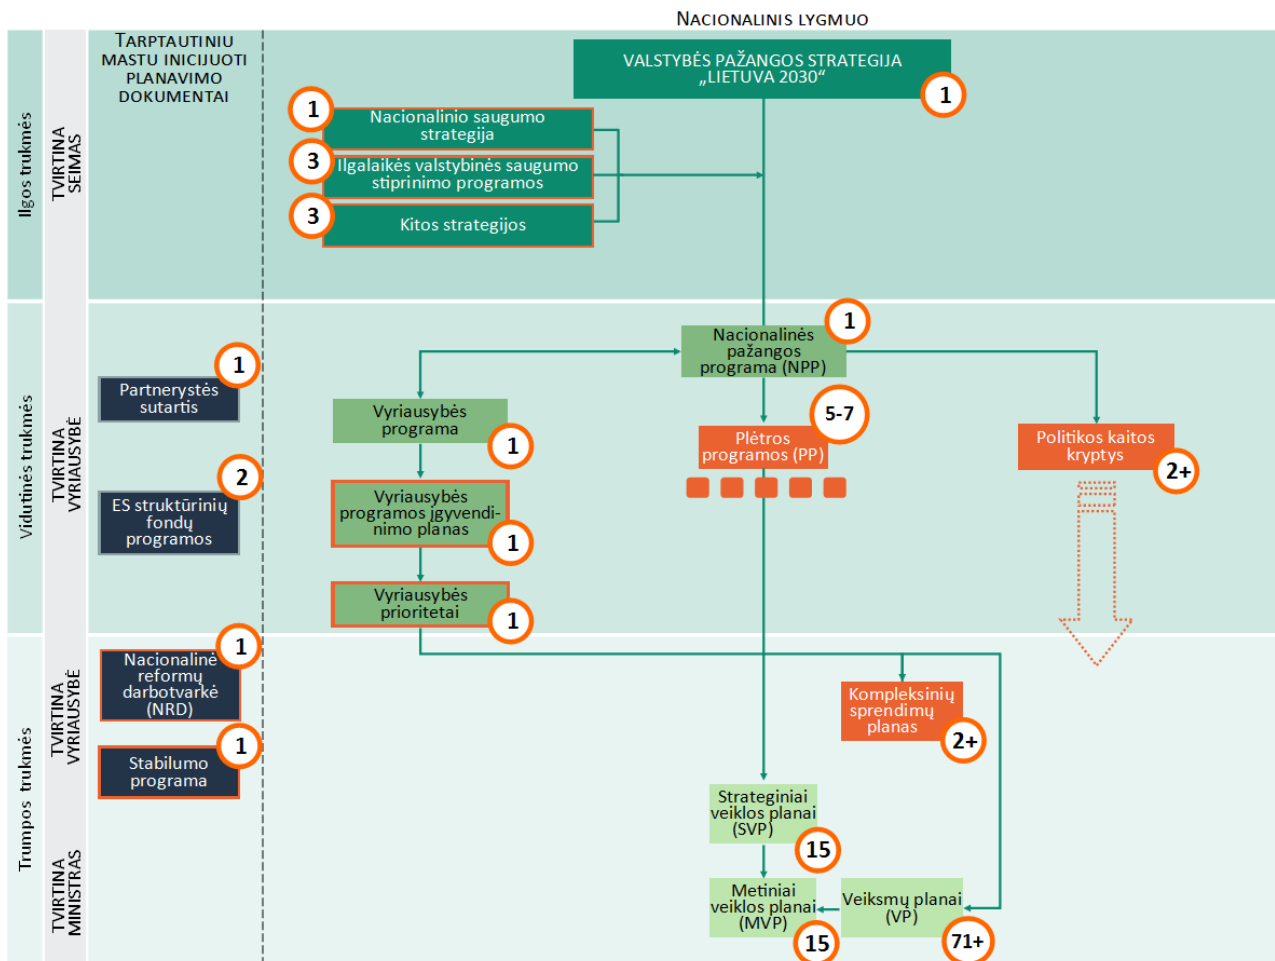 NACIONALINIS LYGMUO
TARPTAUTINIU
MASTU INICIJUOTI
PLANAVIMO
DOKUMENTAI
Ilgos trukmės
TVIRTINA
SEIMAS
VALSTYBĖS PAŽANGOS STRATEGIJA
„LIETUVA 2030“
1
1
Nacionalinio saugumo
strategija
3
Ilgalaikės valstybinės saugumo
stiprinimo programos
3
Kitos strategijos
Vidutinės trukmės
TVIRTINA
VYRIAUSYBĖ
1
Partnerystės
sutartis
2
ES struktūrinių
fondų
programos
1
Nacionalinės
pažangos
programa (NPP)
Vyriausybės
programa
1
Vyriausybės
programos įgyvendi-
nimo planas
1
Vyriausybės
prioritetai
1
5-7
Plėtros
programos (PP)
Politikos kaitos
kryptys
2+
Trumpos trukmės
TVIRTINA
VYRIAUSYBĖ
1
Nacionalinė
reformų
darbotvarkė
(NRD)
1
Stabilumo
programa
Kompleksinių
sprendimų
planas
2+
TVIRTINA
MINISTRAS
Strateginiai
veiklos planai
(SVP)
15
Metiniai
veiklos planai
(MVP)
15
Veiksmų planai
(VP)
71+